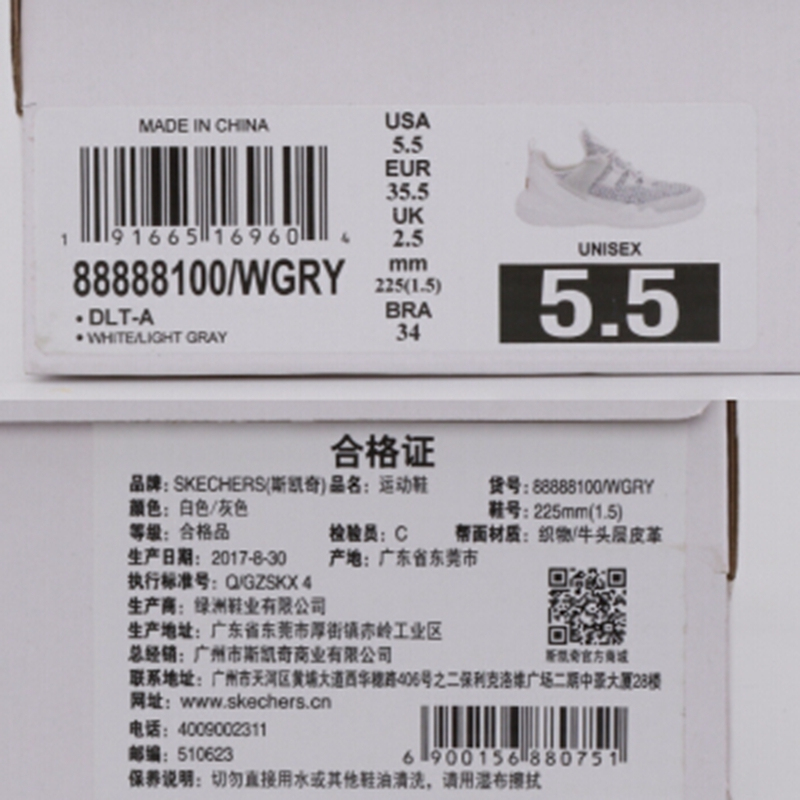 MADE IN CHINA
1 91665 16960 4
88888100/WGRY
• DLT-A
• WHITE/LIGHT GRAY
USA
5.5
EUR
35.5
UK
2.5
mm
225(1.5)
BRA
34
UNISEX
5.5
合格证
品牌: SKECHERS(斯凯奇) 品名: 运动鞋 货号: 88888100/WGRY
颜色: 白色/灰色 鞋号: 225mm(1.5)
等级: 合格品 检验员: C 帮面材质: 织物/牛头层皮革
生产日期: 2017-8-30 产地: 广东省东莞市
执行标准号: Q/GZSKX 4
生产商: 绿洲鞋业有限公司
生产地址: 广东省东莞市厚街镇赤岭工业区
斯凯奇官方商城
总经销: 广州市斯凯奇商业有限公司
联系地址: 广州市天河区黄埔大道西华穗路406号之二保利克洛维广场二期中景大厦28楼
网址: www.skechers.cn
电话: 4009002311
邮编: 510623
6 900156 880751
保养说明: 切勿直接用水或其他鞋油清洗，请用湿布擦拭